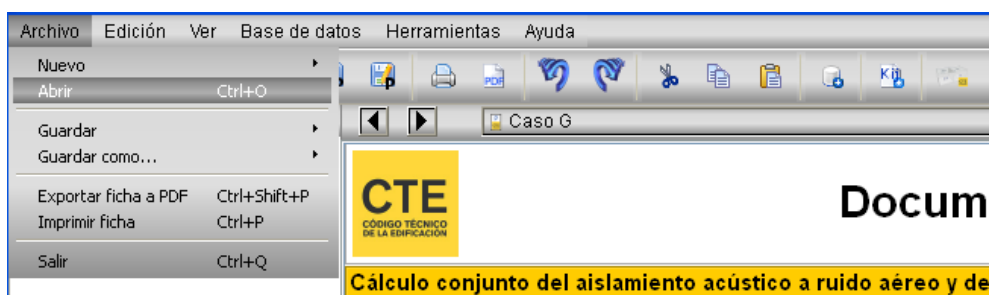 Archivo Edición Ver Base de datos Herramientas Ayuda
Nuevo
Abrir Ctrl+O
Guardar
Guardar como...
Exportar ficha a PDF Ctrl+Shift+P
Imprimir ficha Ctrl+P
Salir Ctrl+Q
PDF
Kit
Caso G
CTE
CÓDIGO TÉCNICO
DE LA EDIFICACIÓN
Docum
Cálculo conjunto del aislamiento acústico a ruido aéreo y de